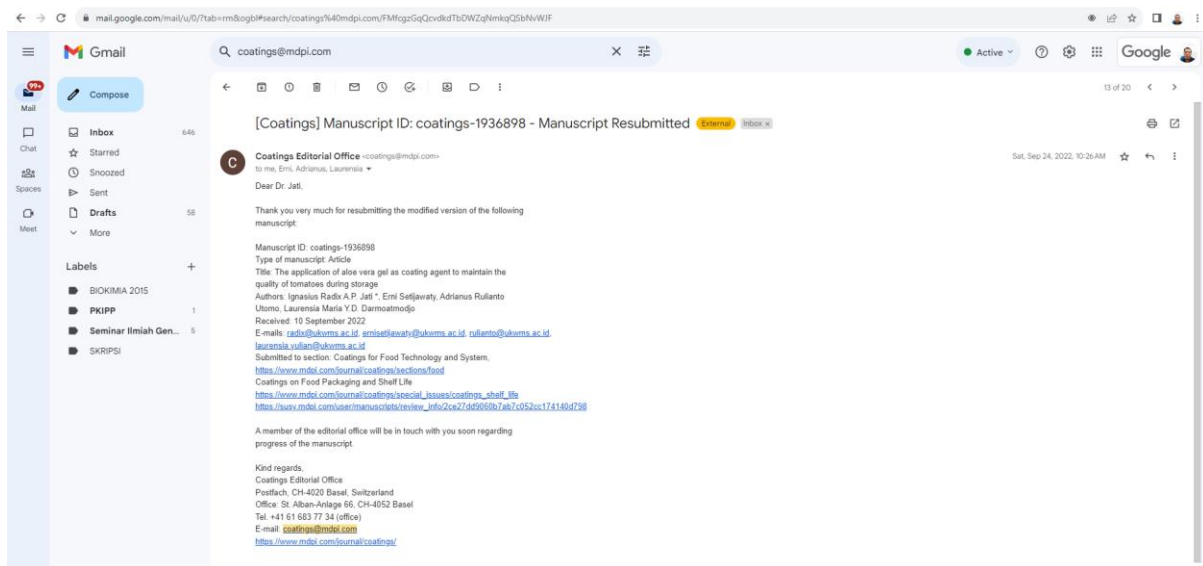 mail.google.com/mail/u/0/?tab=rm&ogbl#search/coatings%40mdpi.com/FMfcgzGqQcvdkdTbDWZqNmkqQSbNvWJF
Gmail
coatings@mdpi.com
Active
Google
99+
Mail
Chat
Spaces
Meet
Compose
Inbox 646
Starred
Snoozed
Sent
Drafts 58
More
Labels +
BIOKIMIA 2015
PKIPP 1
Seminar Ilmiah Gen... 5
SKRIPSI
13 of 20
[Coatings] Manuscript ID: coatings-1936898 - Manuscript Resubmitted External Inbox x
C
Coatings Editorial Office <coatings@mdpi.com> Sat, Sep 24, 2022, 10:26 AM
to me, Erni, Adrianus, Laurensia
Dear Dr. Jati,
Thank you very much for resubmitting the modified version of the following
manuscript:
Manuscript ID: coatings-1936898
Type of manuscript: Article
Title: The application of aloe vera gel as coating agent to maintain the
quality of tomatoes during storage
Authors: Ignasius Radix A.P. Jati *, Erni Setijawaty, Adrianus Rulianto
Utomo, Laurensia Maria Y.D. Darmoatmodjo
Received: 10 September 2022
E-mails: radix@ukwms.ac.id, ernisetijawaty@ukwms.ac.id, rulianto@ukwms.ac.id,
laurensia.yulian@ukwms.ac.id
Submitted to section: Coatings for Food Technology and System,
https://www.mdpi.com/journal/coatings/sections/food
Coatings on Food Packaging and Shelf Life
https://www.mdpi.com/journal/coatings/special_issues/coatings_shelf_life
https://susy.mdpi.com/user/manuscripts/review_info/2ce27dd9060b7ab7c052cc174140d798
A member of the editorial office will be in touch with you soon regarding
progress of the manuscript.
Kind regards,
Coatings Editorial Office
Postfach, CH-4020 Basel, Switzerland
Office: St. Alban-Anlage 66, CH-4052 Basel
Tel. +41 61 683 77 34 (office)
E-mail: coatings@mdpi.com
https://www.mdpi.com/journal/coatings/